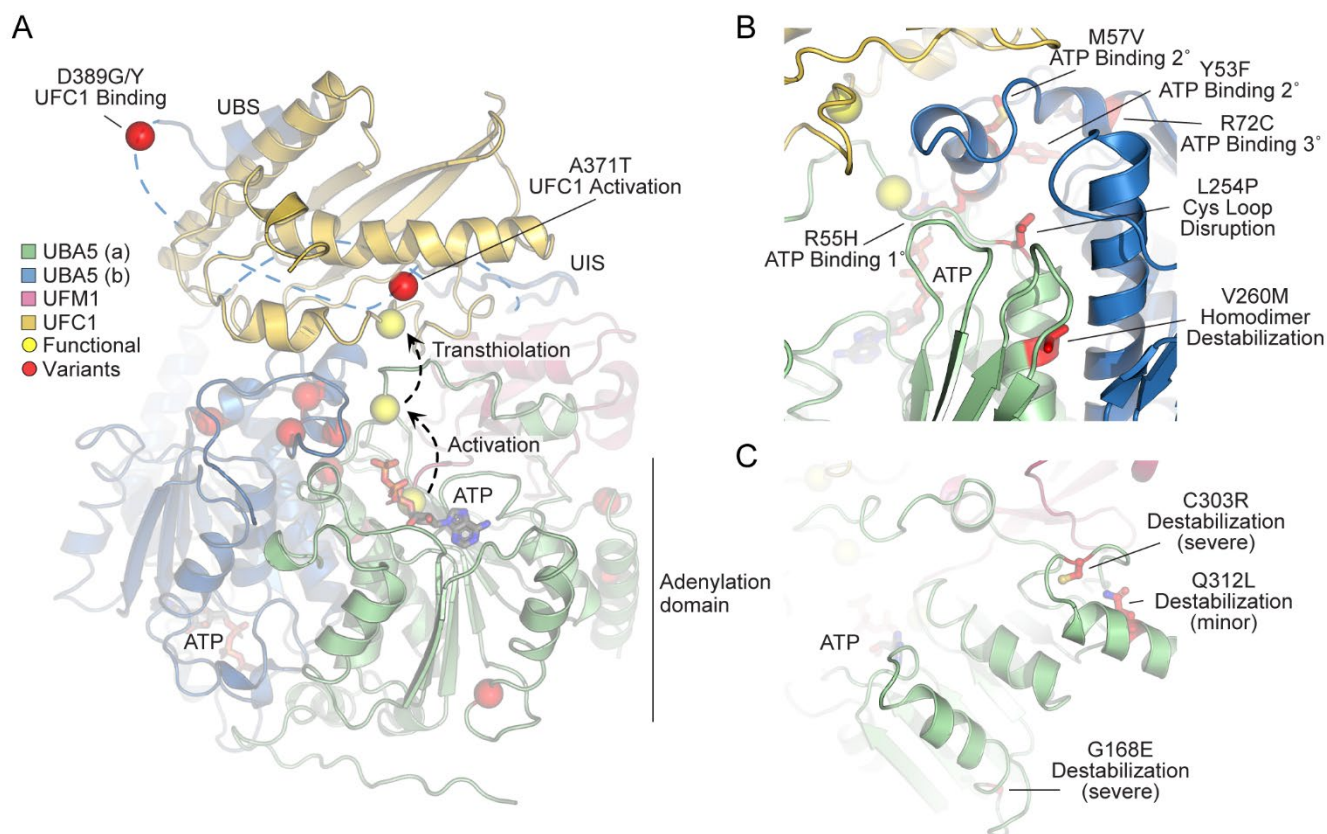 A
D389G/Y
UFC1 Binding
UBS
A371T
UFC1 Activation
UBA5 (a)
UBA5 (b)
UFM1
UFC1
Functional
Variants
UIS
Transthiolation
Activation
ATP
ATP
Adenylation
domain
B
M57V
ATP Binding 2˚
Y53F
ATP Binding 2˚
R72C
ATP Binding 3˚
L254P
Cys Loop
Disruption
R55H
ATP Binding 1˚
ATP
V260M
Homodimer
Destabilization
C
C303R
Destabilization
(severe)
Q312L
Destabilization
(minor)
ATP
G168E
Destabilization
(severe)